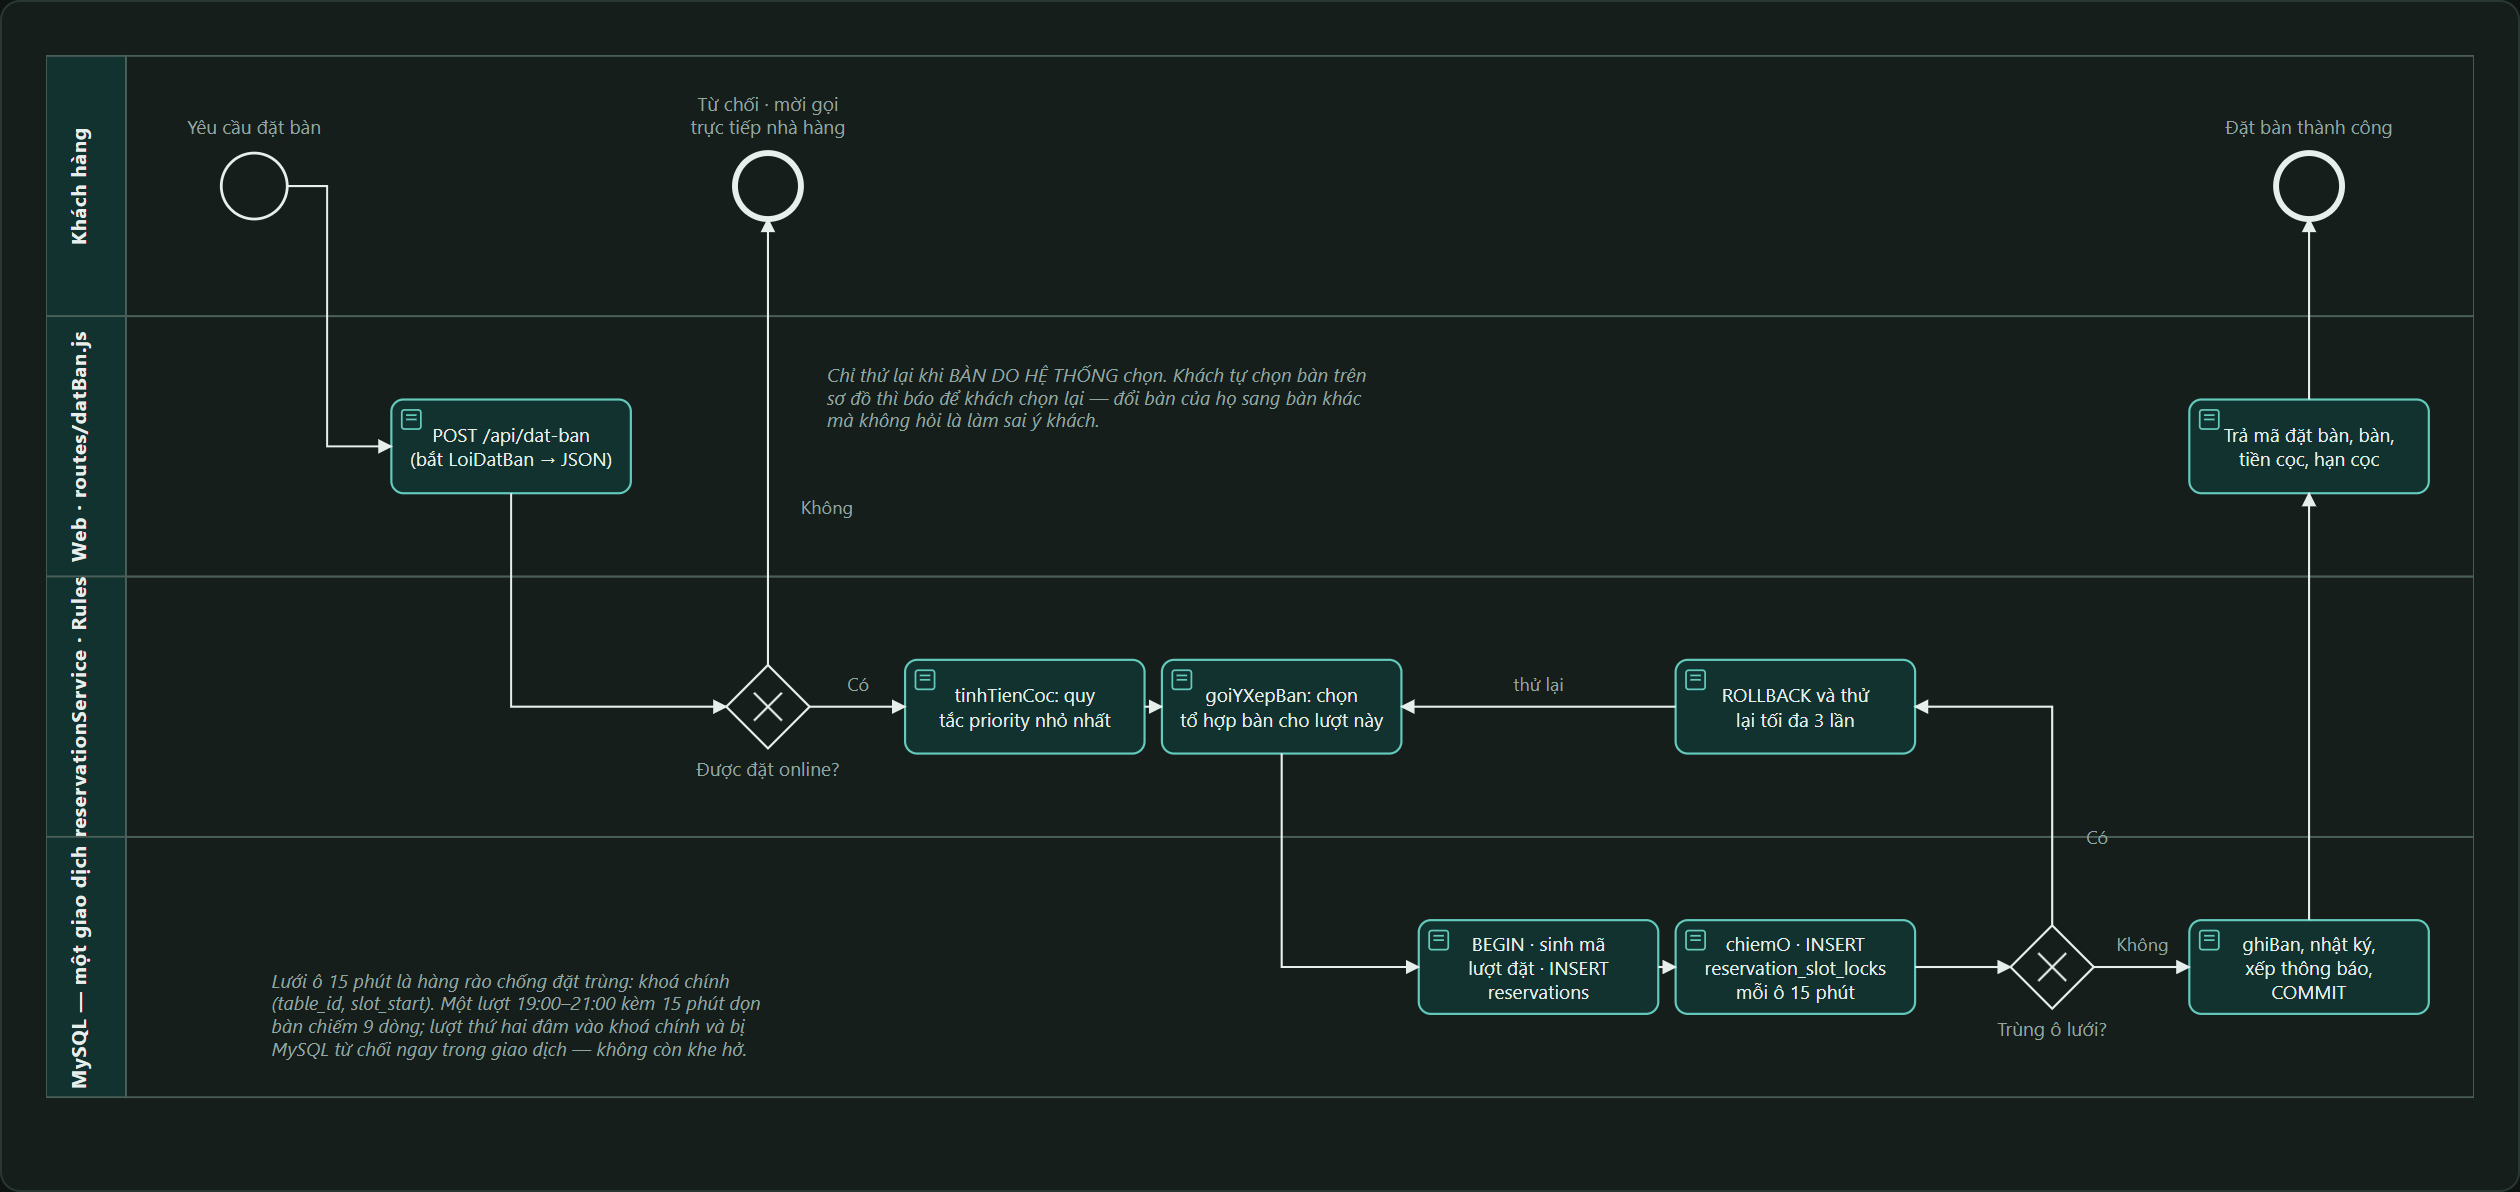 Khách hàng
Yêu cầu đặt bàn
Từ chối · mời gọi
trực tiếp nhà hàng
Đặt bàn thành công
Web · routes/datBan.js
POST /api/dat-ban
(bắt LoiDatBan → JSON)
Chỉ thử lại khi BÀN DO HỆ THỐNG chọn. Khách tự chọn bàn trên
sơ đồ thì báo để khách chọn lại — đổi bàn của họ sang bàn khác
mà không hỏi là làm sai ý khách.
Không
Trả mã đặt bàn, bàn,
tiền cọc, hạn cọc
reservationService · Rules
Được đặt online?
Có
tinhTienCoc: quy
tắc priority nhỏ nhất
goiYXepBan: chọn
tổ hợp bàn cho lượt này
thử lại
ROLLBACK và thử
lại tối đa 3 lần
Có
MySQL — một giao dịch
Lưới ô 15 phút là hàng rào chống đặt trùng: khoá chính
(table_id, slot_start). Một lượt 19:00–21:00 kèm 15 phút dọn
bàn chiếm 9 dòng; lượt thứ hai đâm vào khoá chính và bị
MySQL từ chối ngay trong giao dịch — không còn khe hở.
BEGIN · sinh mã
lượt đặt · INSERT
reservations
chiemO · INSERT
reservation_slot_locks
mỗi ô 15 phút
Trùng ô lưới?
Không
ghiBan, nhật ký,
xếp thông báo,
COMMIT